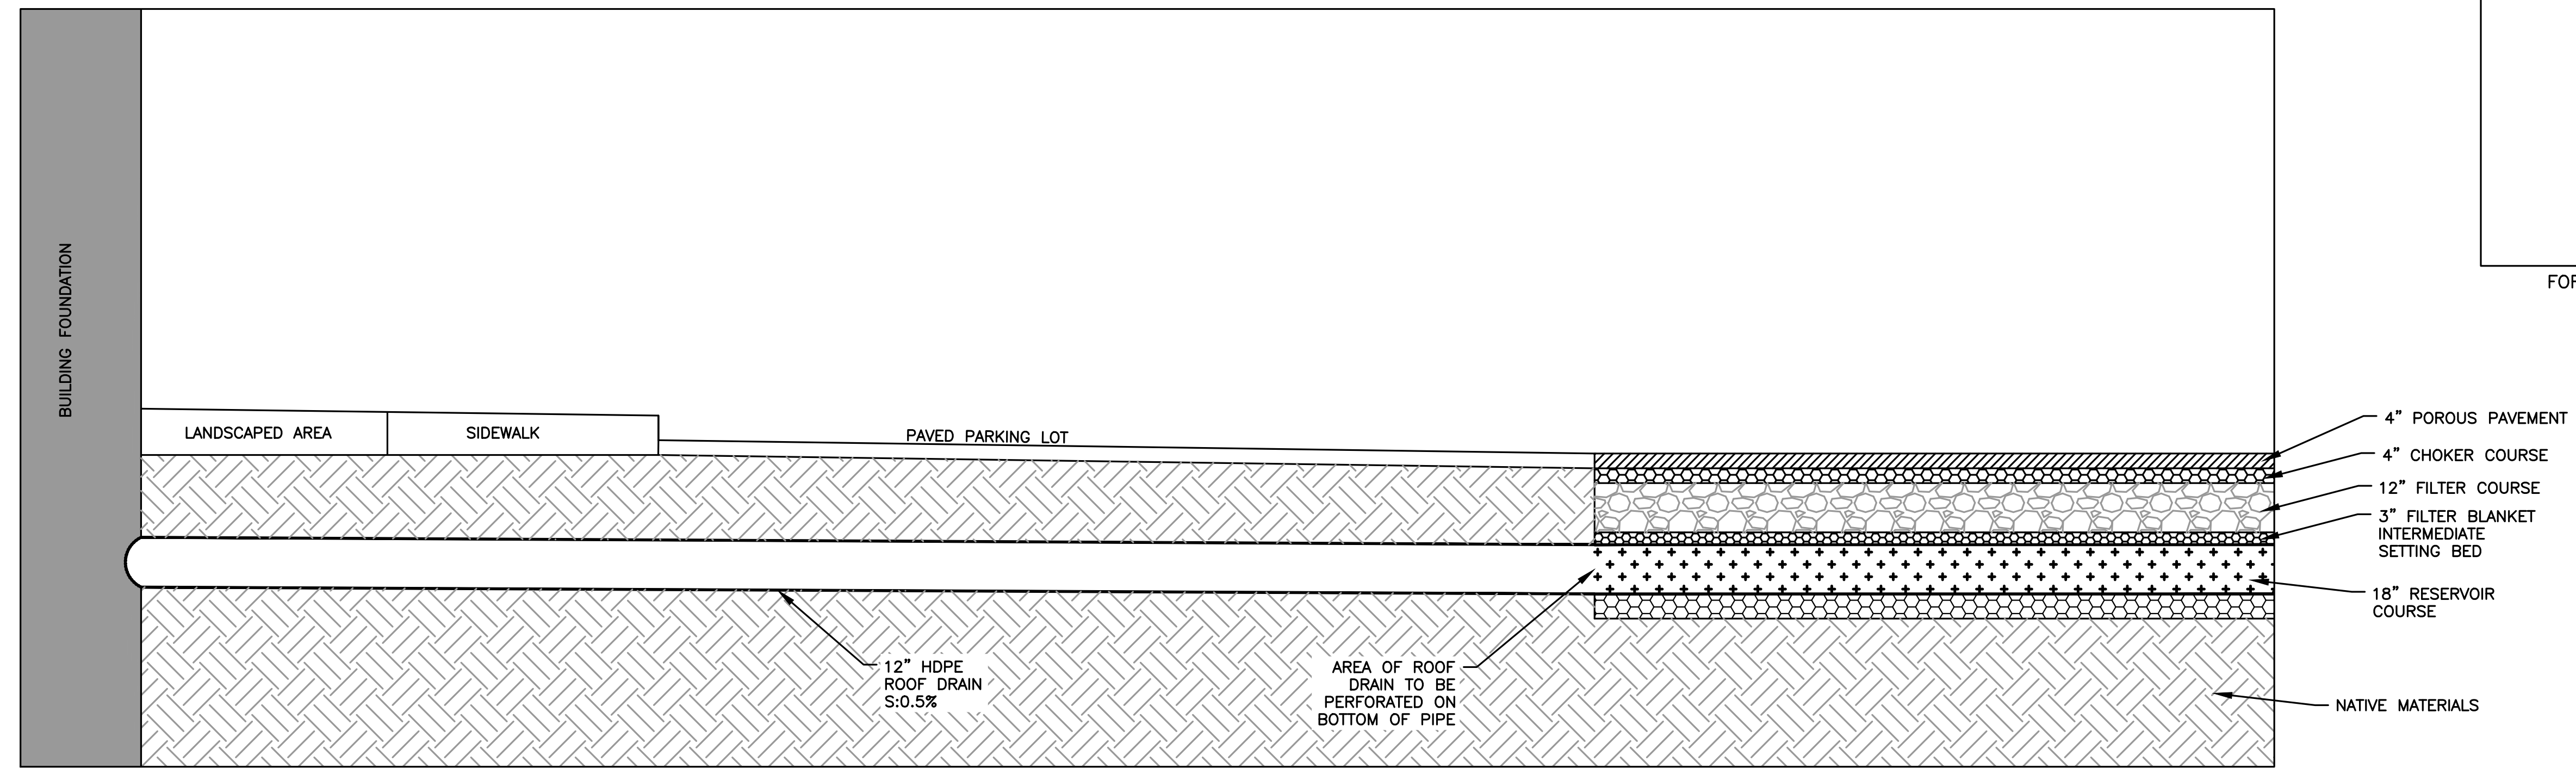 BUILDING FOUNDATION
LANDSCAPED AREA
SIDEWALK
PAVED PARKING LOT
12” HDPE
ROOF DRAIN
S:0.5%
AREA OF ROOF
DRAIN TO BE
PERFORATED ON
BOTTOM OF PIPE
4” POROUS PAVEMENT
4” CHOKER COURSE
12” FILTER COURSE
3” FILTER BLANKET
INTERMEDIATE
SETTING BED
18” RESERVOIR
COURSE
NATIVE MATERIALS